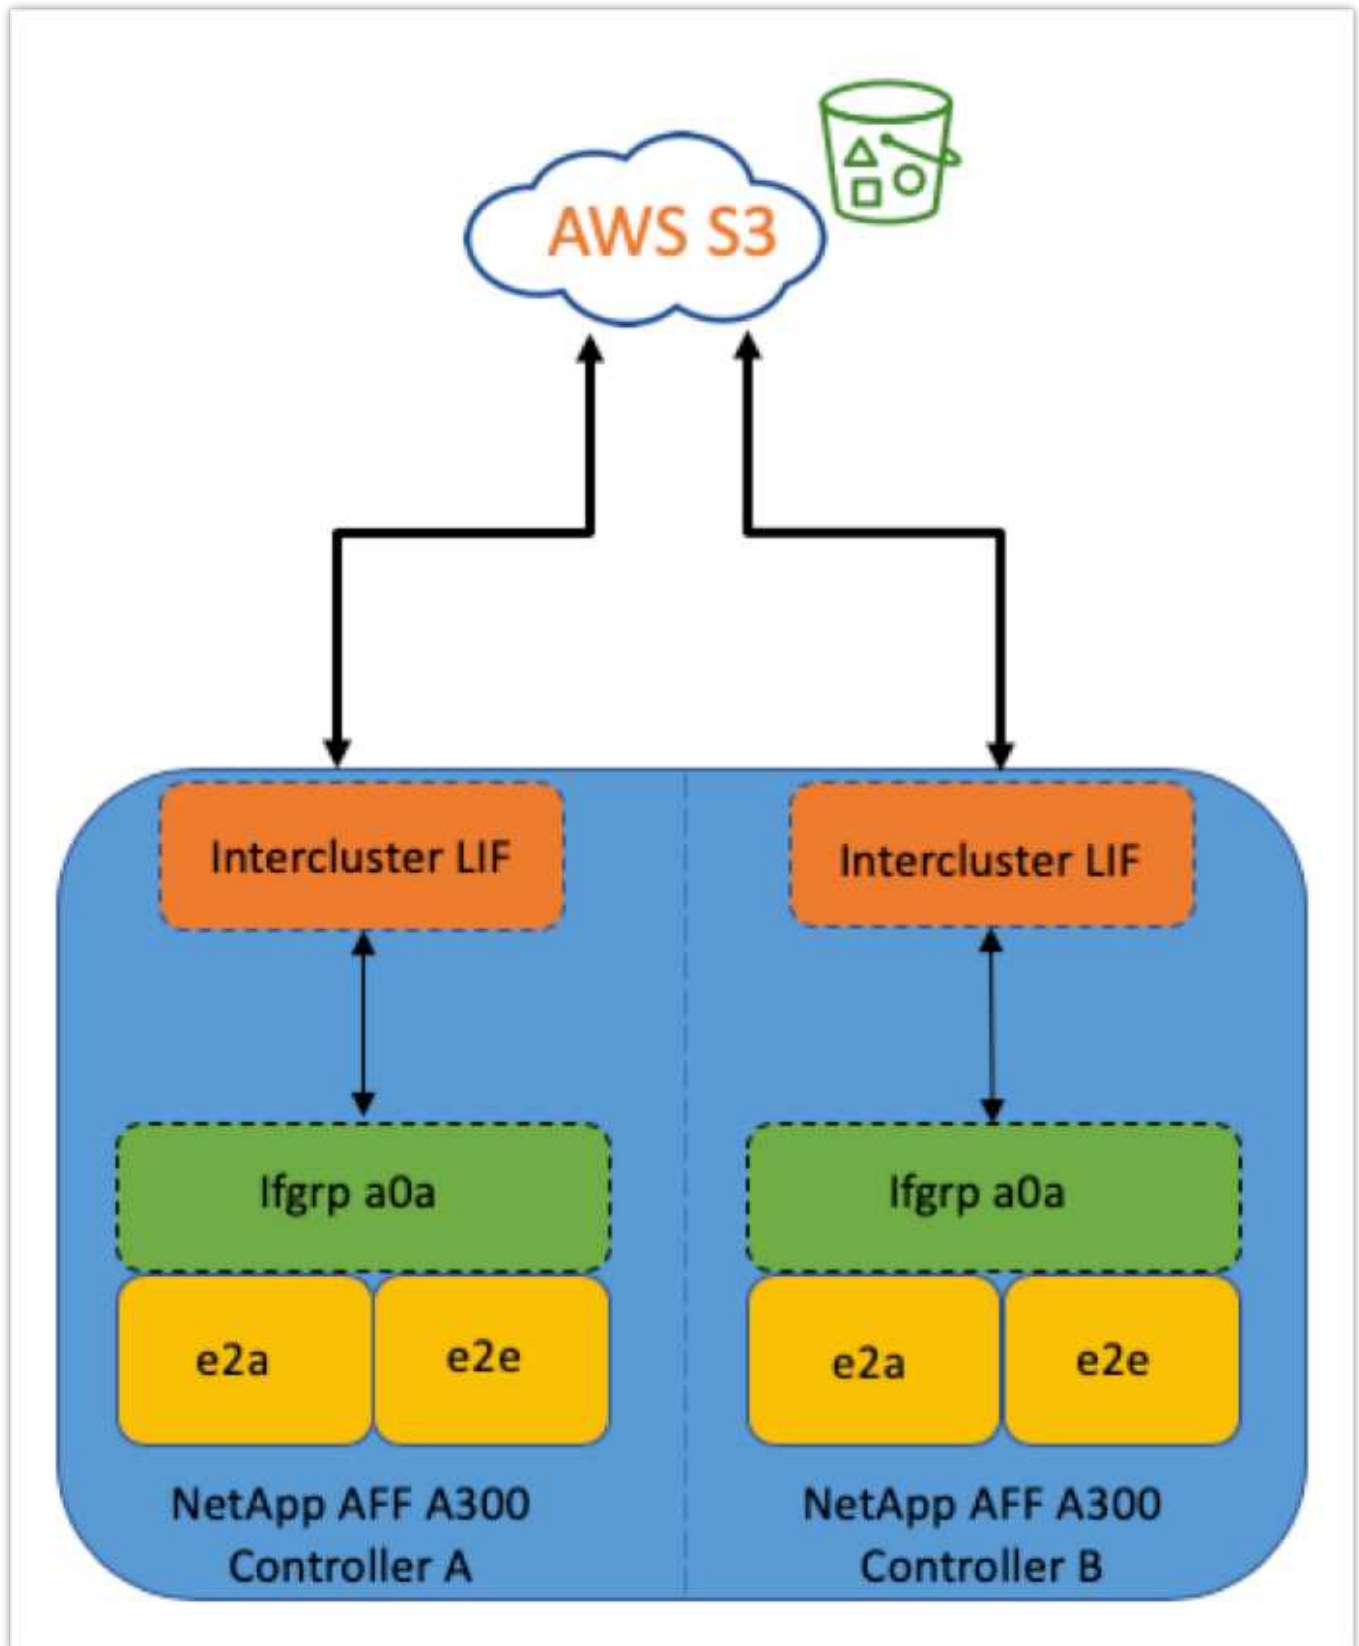 AWS S3
Intercluster LIF
Intercluster LIF
Ifgrp a0a
Ifgrp a0a
e2a
e2e
e2a
e2e
NetApp AFF A300
Controller A
NetApp AFF A300
Controller B